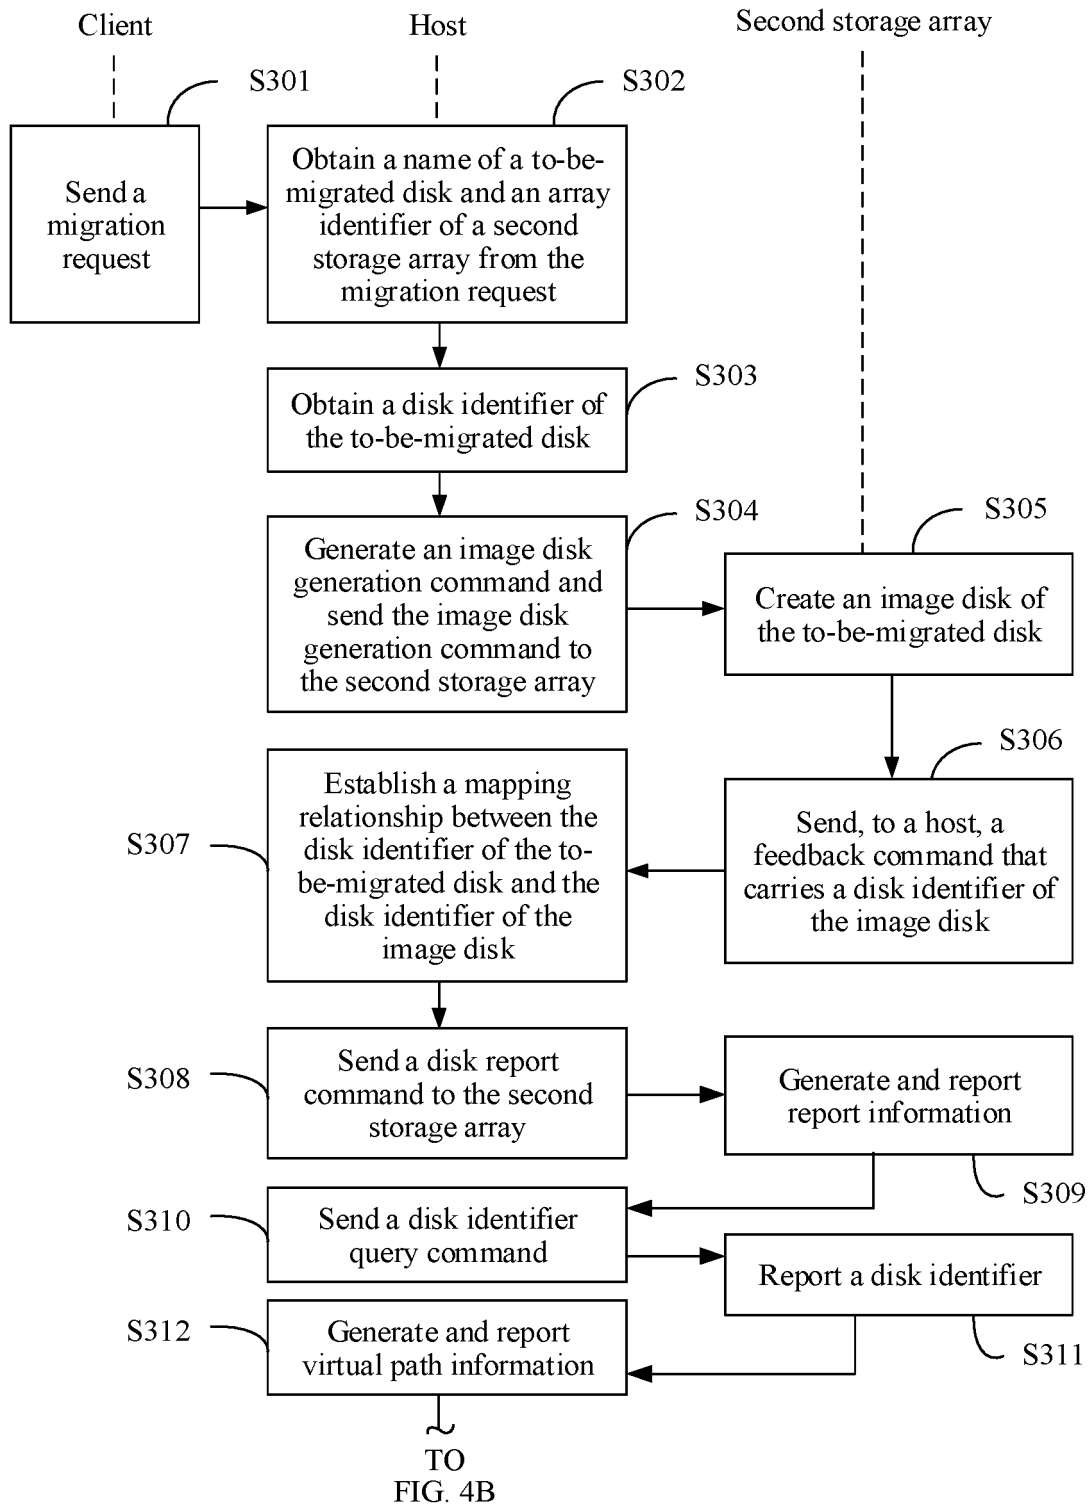 Client
Host
Second storage array
S301
S302
Send a
migration
request
Obtain a name of a to-be-
migrated disk and an array
identifier of a second
storage array from the
migration request
S303
Obtain a disk identifier of
the to-be-migrated disk
S304
Generate an image disk
generation command and
send the image disk
generation command to
the second storage array
S305
Create an image disk of
the to-be-migrated disk
S306
Send, to a host, a
feedback command that
carries a disk identifier of
the image disk
S307
Establish a mapping
relationship between the
disk identifier of the to-
be-migrated disk and the
disk identifier of the
image disk
S308
Send a disk report
command to the second
storage array
Generate and report
report information
S309
S310
Send a disk identifier
query command
Report a disk identifier
S311
S312
Generate and report
virtual path information
TO
FIG. 4B